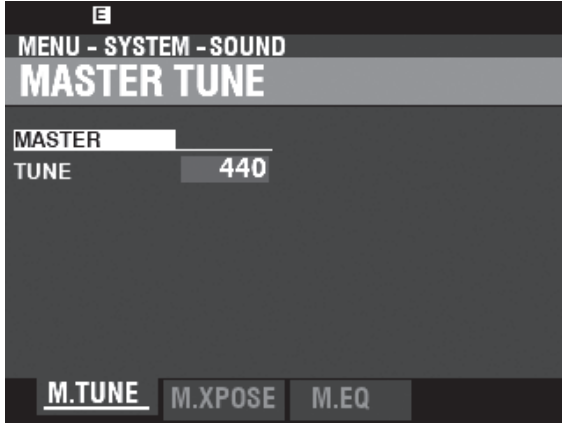 E
MENU - SYSTEM - SOUND
MASTER TUNE
MASTER
TUNE 440
M.TUNE M.XPOSE M.EQ